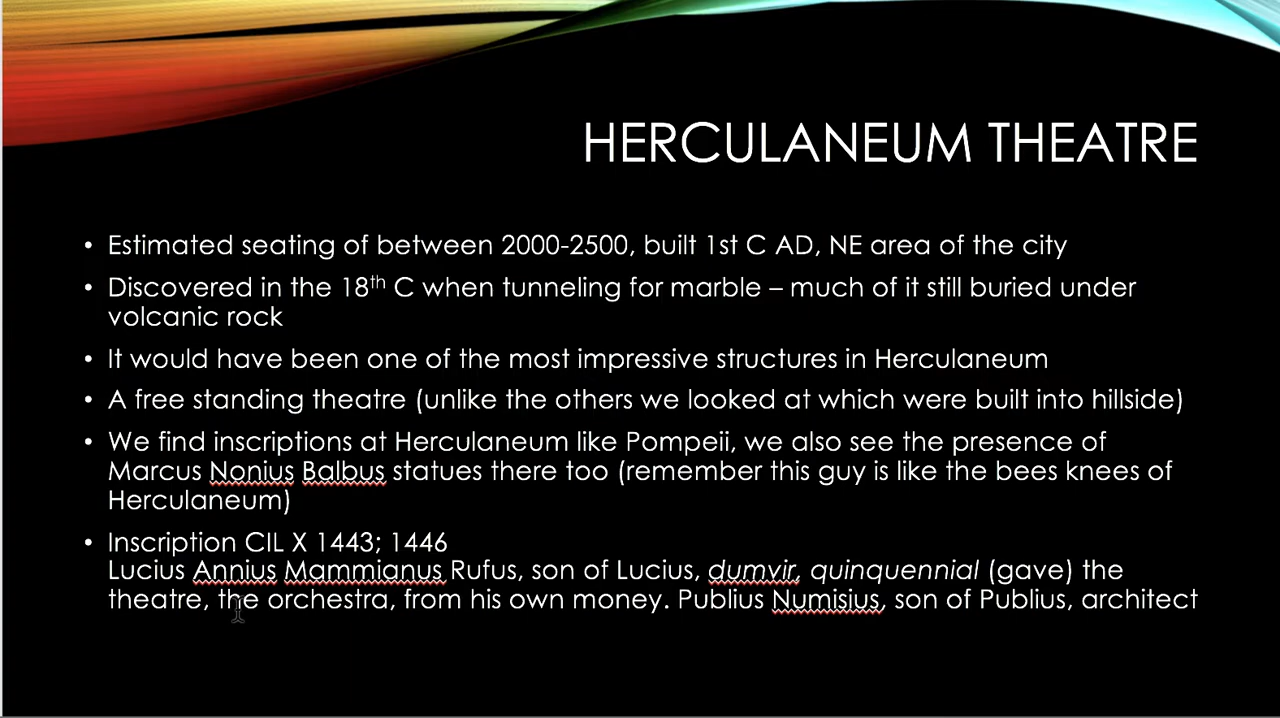 HERCULANEUM THEATRE
• Estimated seating of between 2000-2500, built 1st C AD, NE area of the city
• Discovered in the 18th C when tunneling for marble – much of it still buried under
volcanic rock
• It would have been one of the most impressive structures in Herculaneum
• A free standing theatre (unlike the others we looked at which were built into hillside)
• We find inscriptions at Herculaneum like Pompeii, we also see the presence of
Marcus Nonius Balbus statues there too (remember this guy is like the bees knees of
Herculaneum)
• Inscription CIL X 1443; 1446
Lucius Annius Mammianus Rufus, son of Lucius, dumvir, quinquennial (gave) the
theatre, the orchestra, from his own money. Publius Numisius, son of Publius, architect